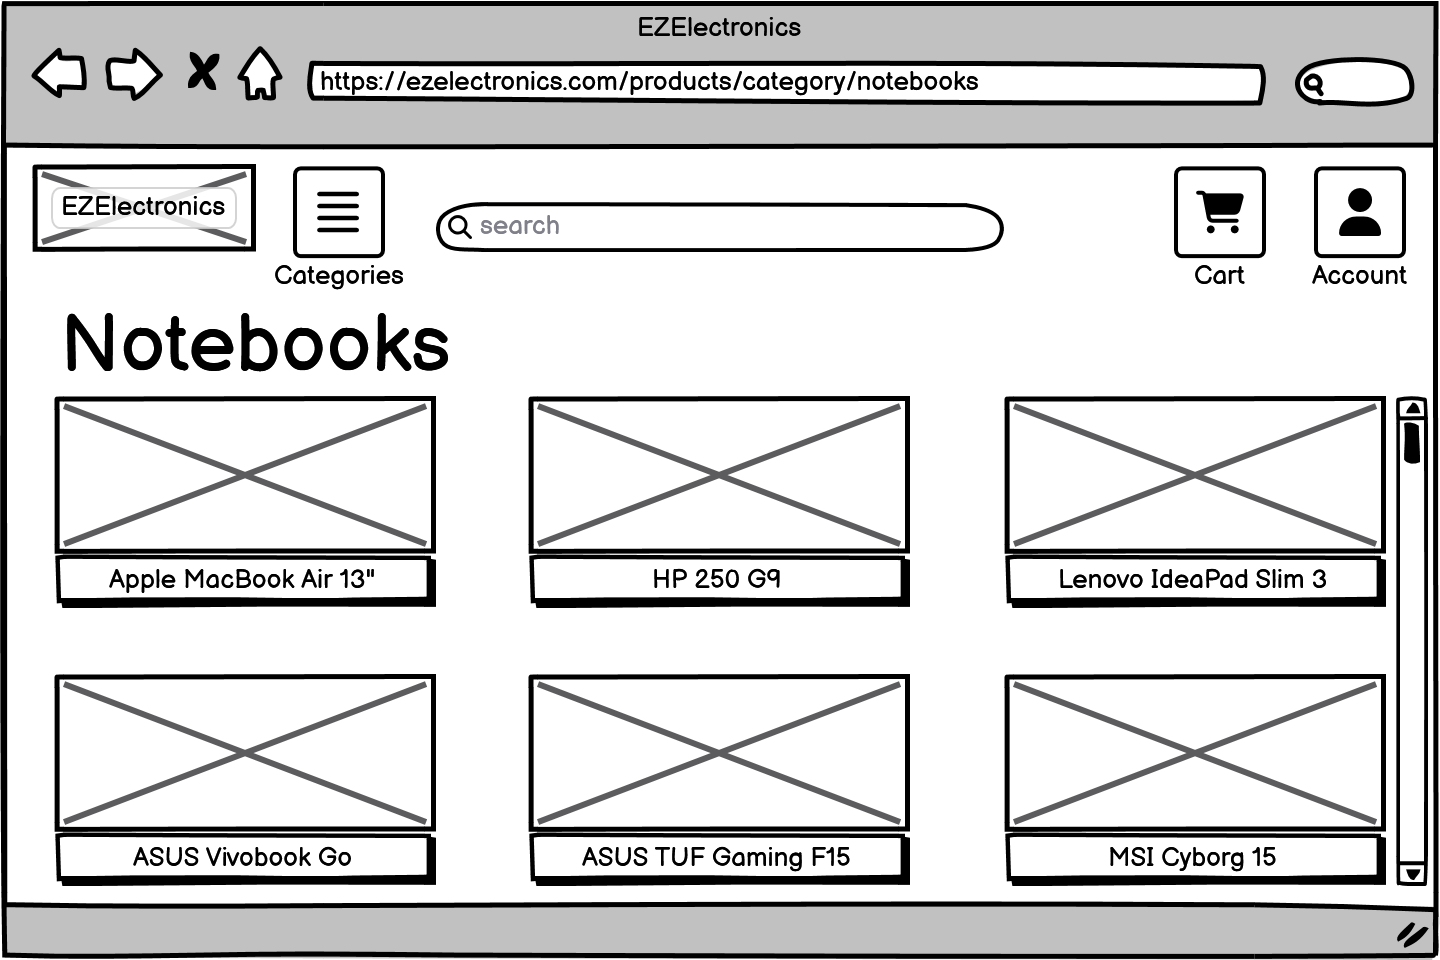 EZElectronics
https://ezelectronics.com/products/category/notebooks
EZElectronics
search
Categories
Cart
Account
Notebooks
Apple MacBook Air 13"
HP 250 G9
Lenovo IdeaPad Slim 3
ASUS Vivobook Go
ASUS TUF Gaming F15
MSI Cyborg 15